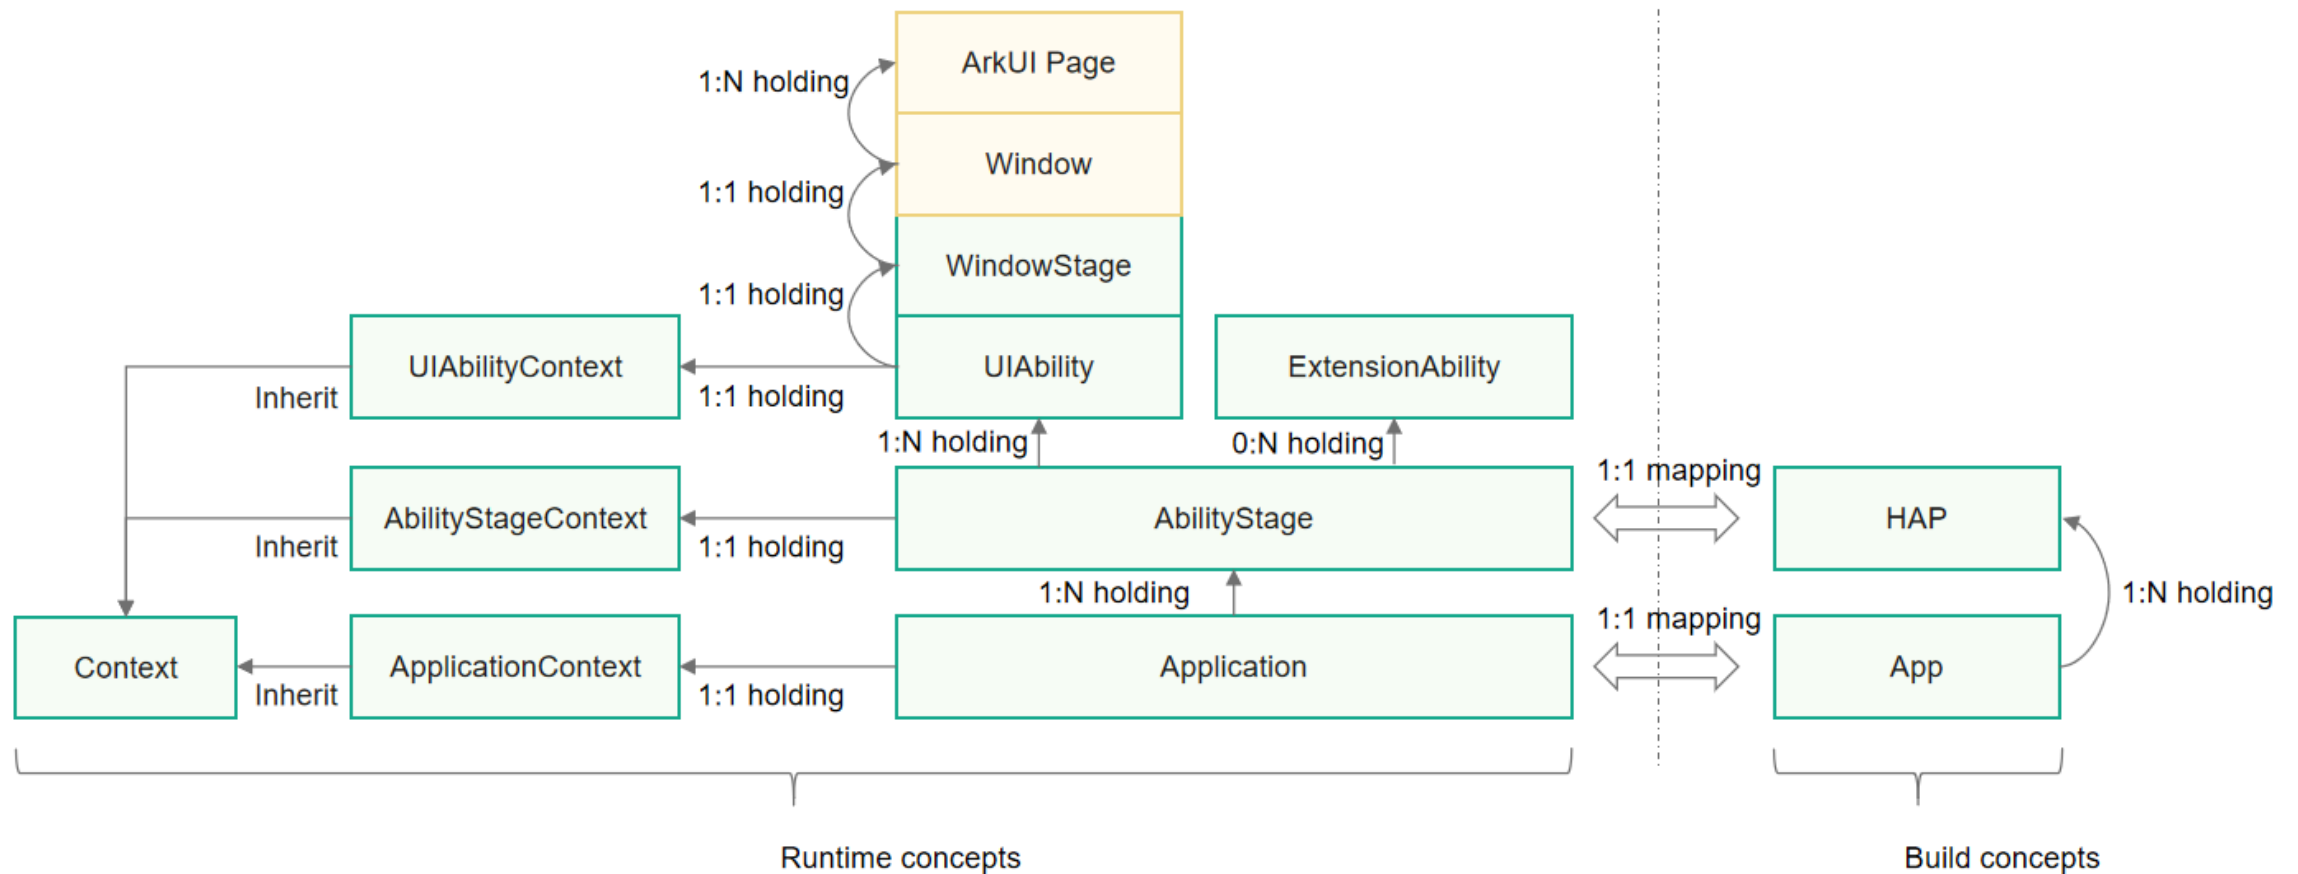 ArkUI Page
1:N holding
Window
1:1 holding
WindowStage
1:1 holding
UIAbilityContext
UIAbility
ExtensionAbility
Inherit
1:1 holding
1:N holding
0:N holding
1:1 mapping
AbilityStageContext
AbilityStage
HAP
Inherit
1:1 holding
1:N holding
1:N holding
1:1 mapping
Context
ApplicationContext
Application
App
Inherit
1:1 holding
Runtime concepts
Build concepts